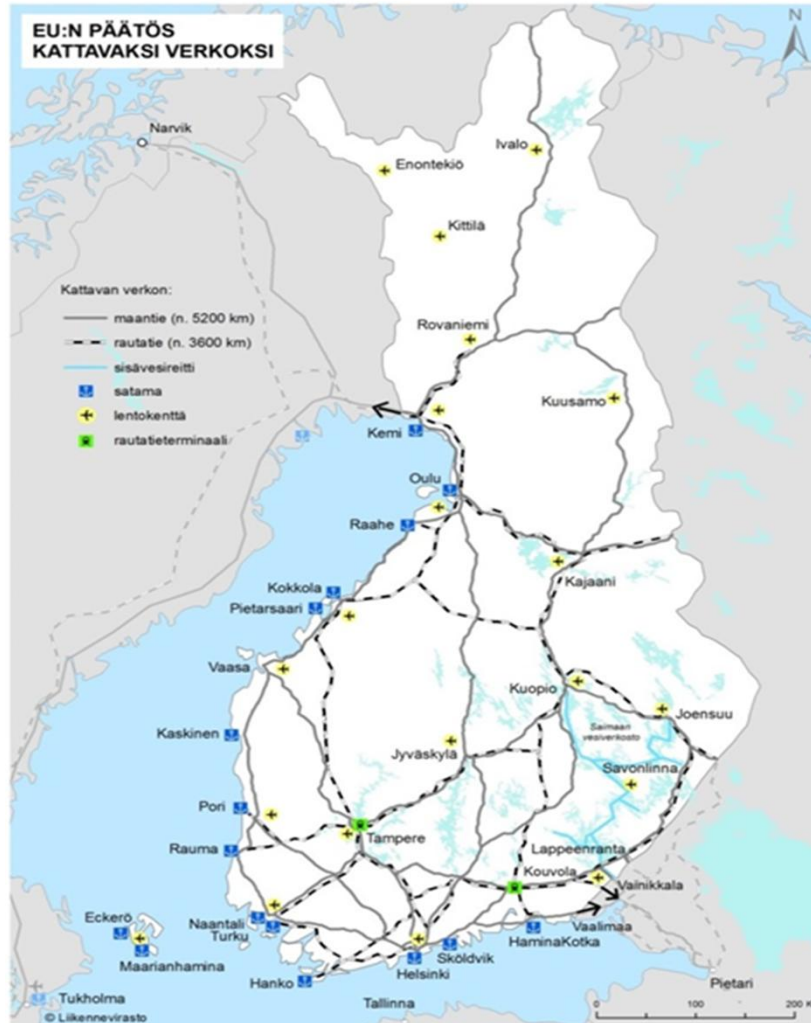 EU:N PÄÄTÖS
KATTAVAKSI VERKOKSI
N
Narvik
Ivalo
Enontekiö
Kittilä
Kattavan verkon:
maantie (n. 5200 km)
rautatie (n. 3600 km)
sisävesireitti
satama
lentokenttä
rautatieterminaali
Rovaniemi
Kuusamo
Kemi
Oulu
Raahe
Kajaani
Kokkola
Pietarsaari
Vaasa
Kuopio
Joensuu
Saimaan
vesiverkosto
Kaskinen
Jyväskylä
Savonlinna
Pori
Tampere
Rauma
Lappeenranta
Kouvola
Vainikkala
Eckerö
Naantali
Turku
Vaalimaa
HaminaKotka
Maarianhamina
Sköldvik
Helsinki
Hanko
Pietari
Tukholma
Tallinna
0 100 200
© Liikennevirasto